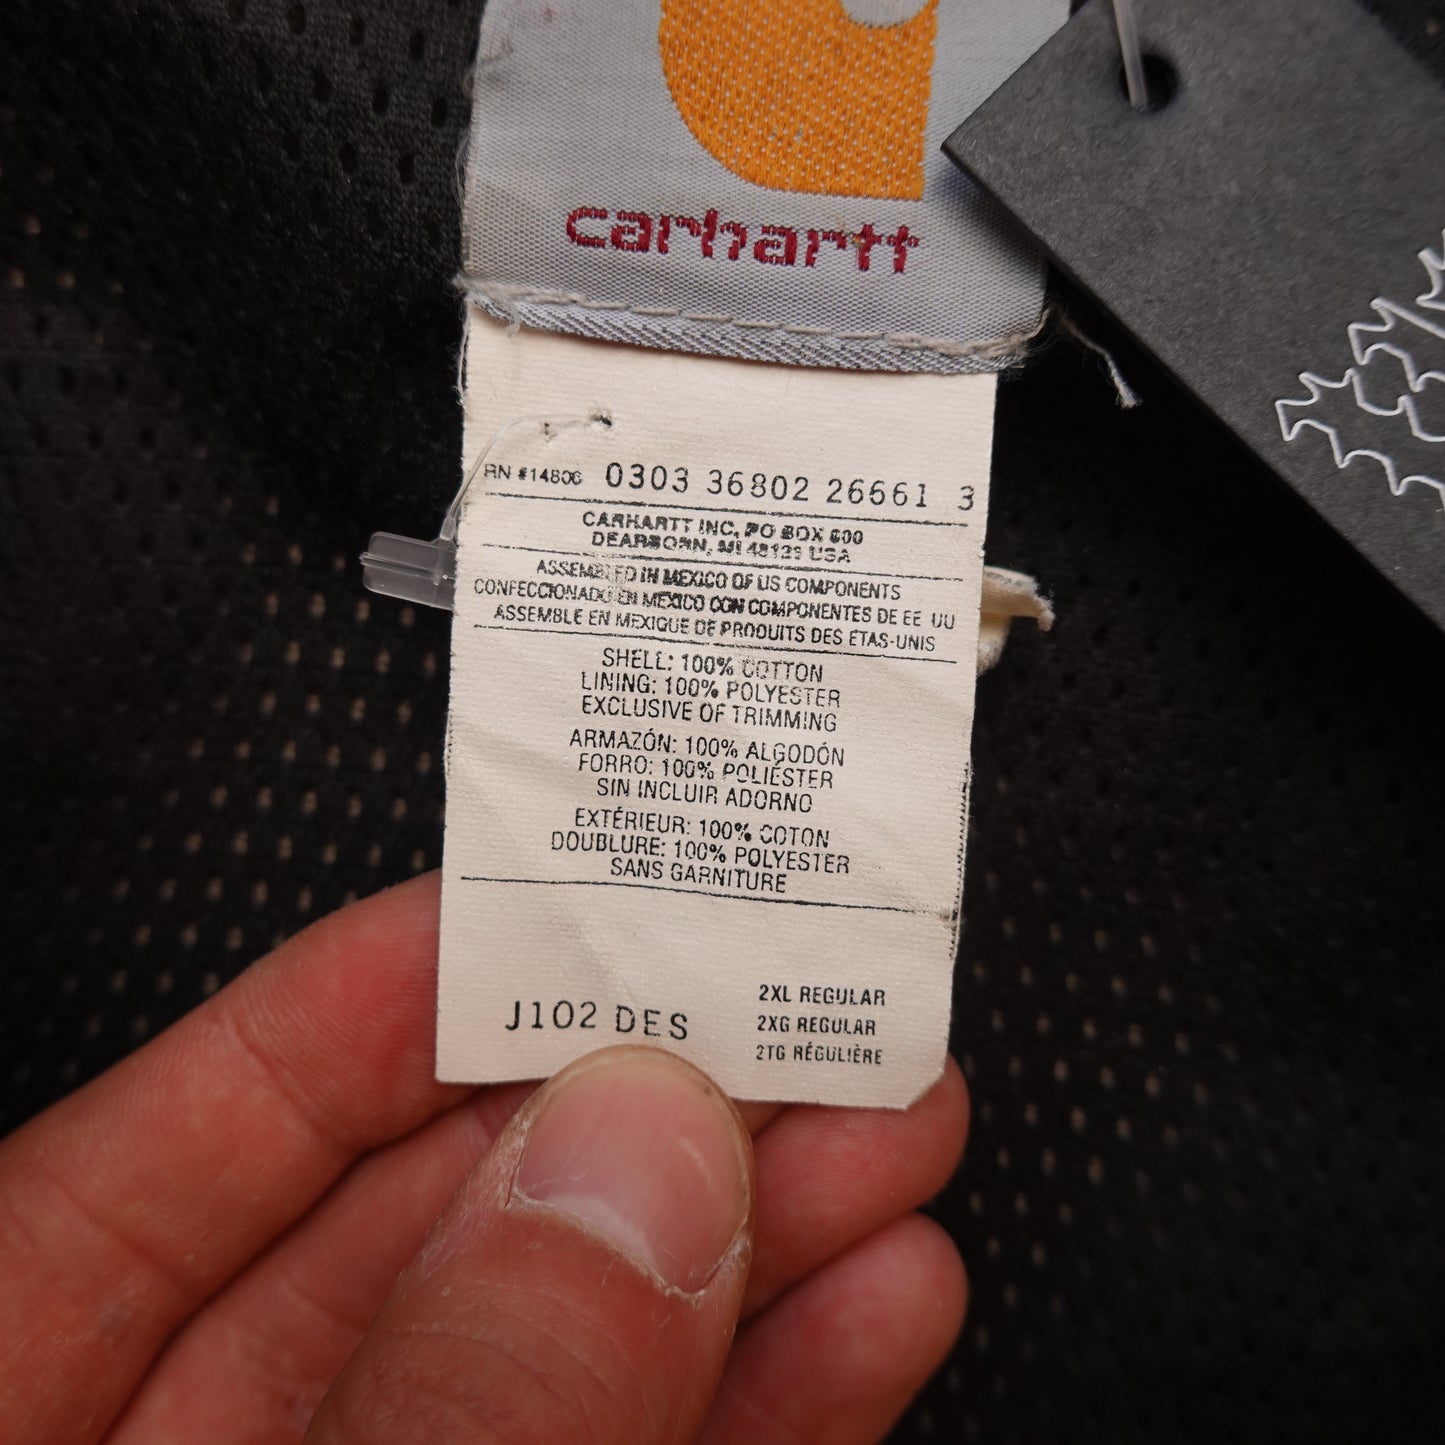 carhartt
RN #14806 0303 36802 26661 3
CARHARTT INC, PO BOX 600
DEARBORN, MI 48123 USA
ASSEMBLED IN MEXICO OF US COMPONENTS
CONFECCIONADO EN MEXICO CON COMPONENTES DE EE UU
ASSEMBLE EN MEXIQUE DE PRODUITS DES ETAS-UNIS
SHELL: 100% COTTON
LINING: 100% POLYESTER
EXCLUSIVE OF TRIMMING
ARMAZÓN: 100% ALGODÓN
FORRO: 100% POLIÉSTER
SIN INCLUIR ADORNO
EXTÉRIEUR: 100% COTON
DOUBLURE: 100% POLYESTER
SANS GARNITURE
J102 DES
2XL REGULAR
2XG REGULAR
2TG RÉGULIÈRE